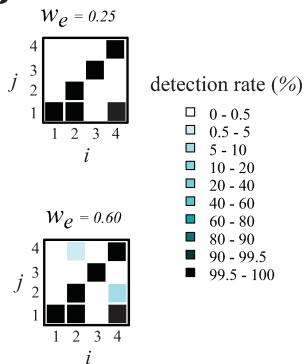 w_e = 0.25
4
3
j
2
1
1 2 3 4
i
detection rate (%)
0 - 0.5
0.5 - 5
5 - 10
10 - 20
20 - 40
40 - 60
60 - 80
80 - 90
90 - 99.5
99.5 - 100
w_e = 0.60
4
3
j
2
1
1 2 3 4
i